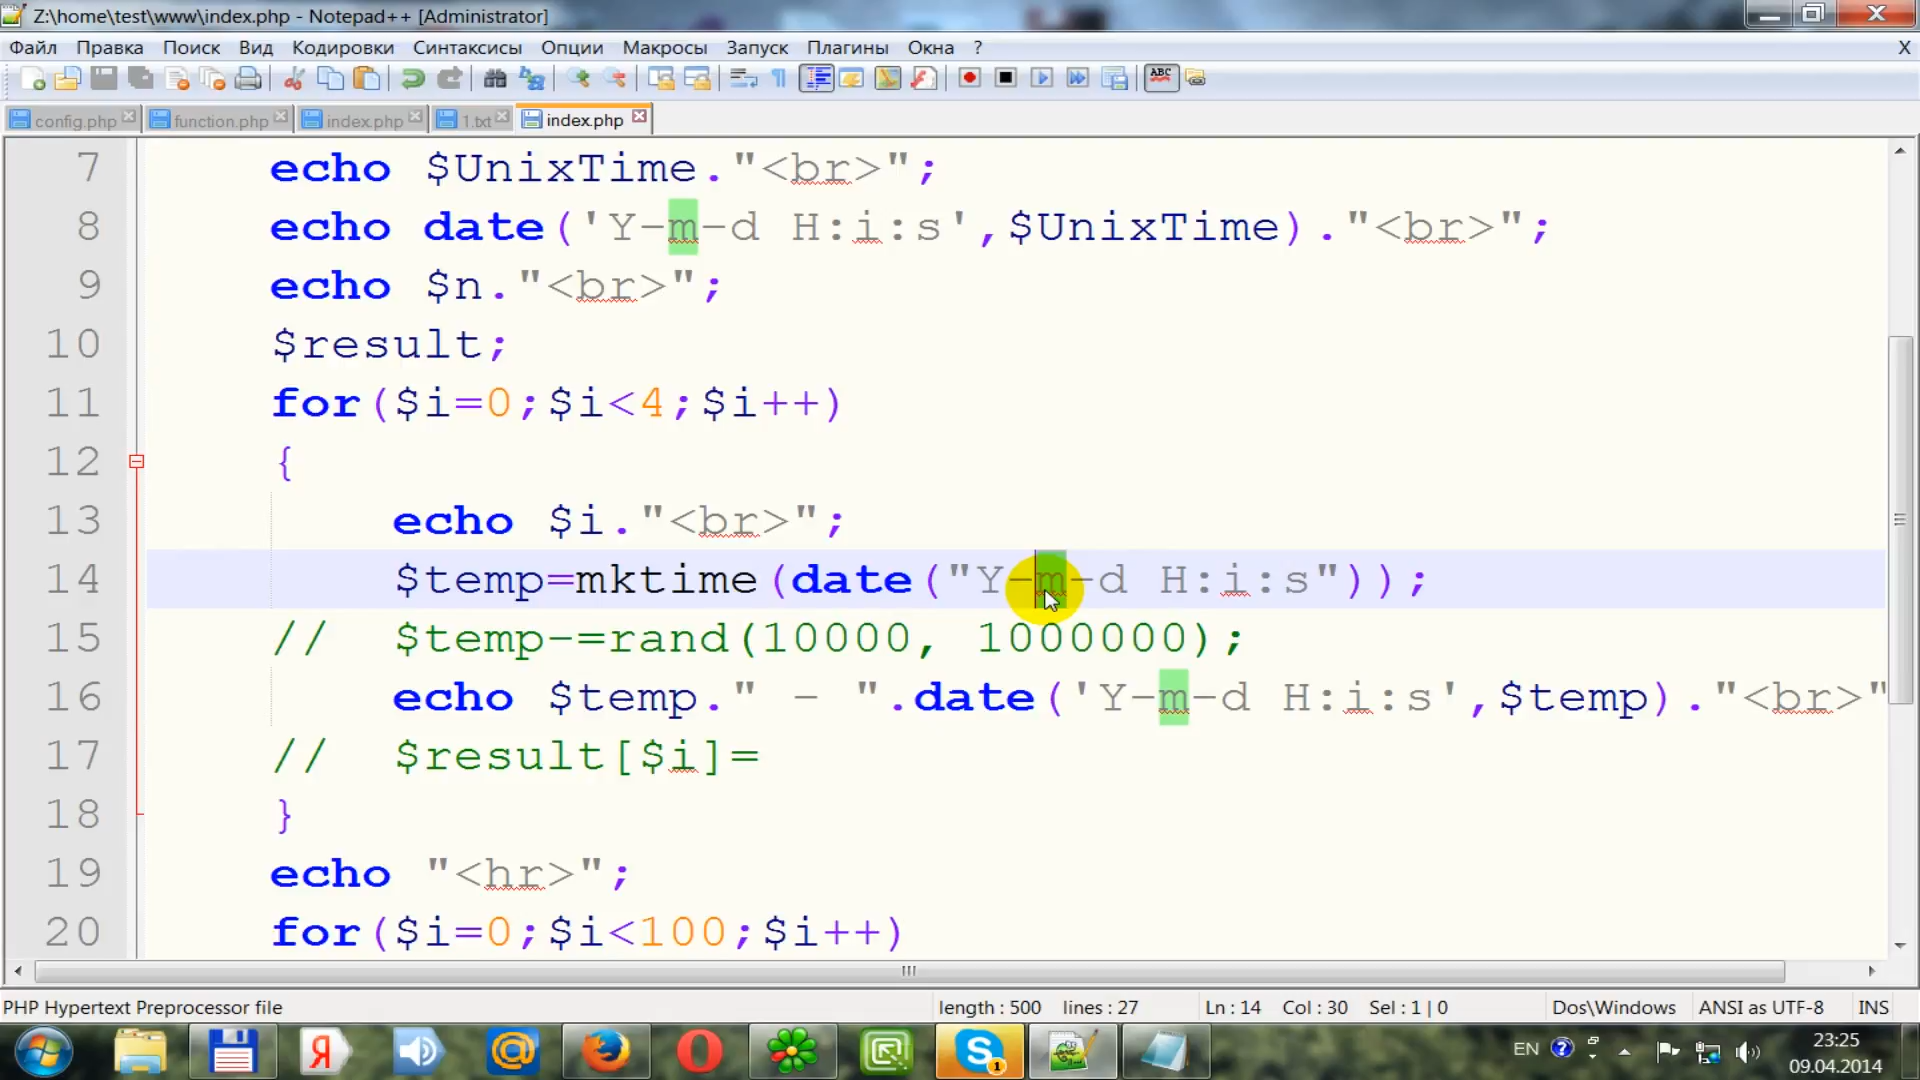 Z:\home\test\www\index.php - Notepad++ [Administrator]
Файл Правка Поиск Вид Кодировки Синтаксисы Опции Макросы Запуск Плагины Окна ? X
ABC
config.php function.php index.php 1.txt index.php
7 echo $UnixTime."<br>";
8 echo date('Y-m-d H:i:s',$UnixTime)."<br>";
9 echo $n."<br>";
10 $result;
11 for($i=0;$i<4;$i++)
12 {
13 echo $i."<br>";
14 $temp=mktime(date("Y-m-d H:i:s"));
15 // $temp-=rand(10000, 1000000);
16 echo $temp." - ".date('Y-m-d H:i:s',$temp)."<br>"
17 // $result[$i]=
18 }
19 echo "<hr>";
20 for($i=0;$i<100;$i++)
PHP Hypertext Preprocessor file length : 500 lines : 27 Ln : 14 Col : 30 Sel : 1 | 0 Dos\Windows ANSI as UTF-8 INS
Я @ S 1 EN ? 23:25
09.04.2014